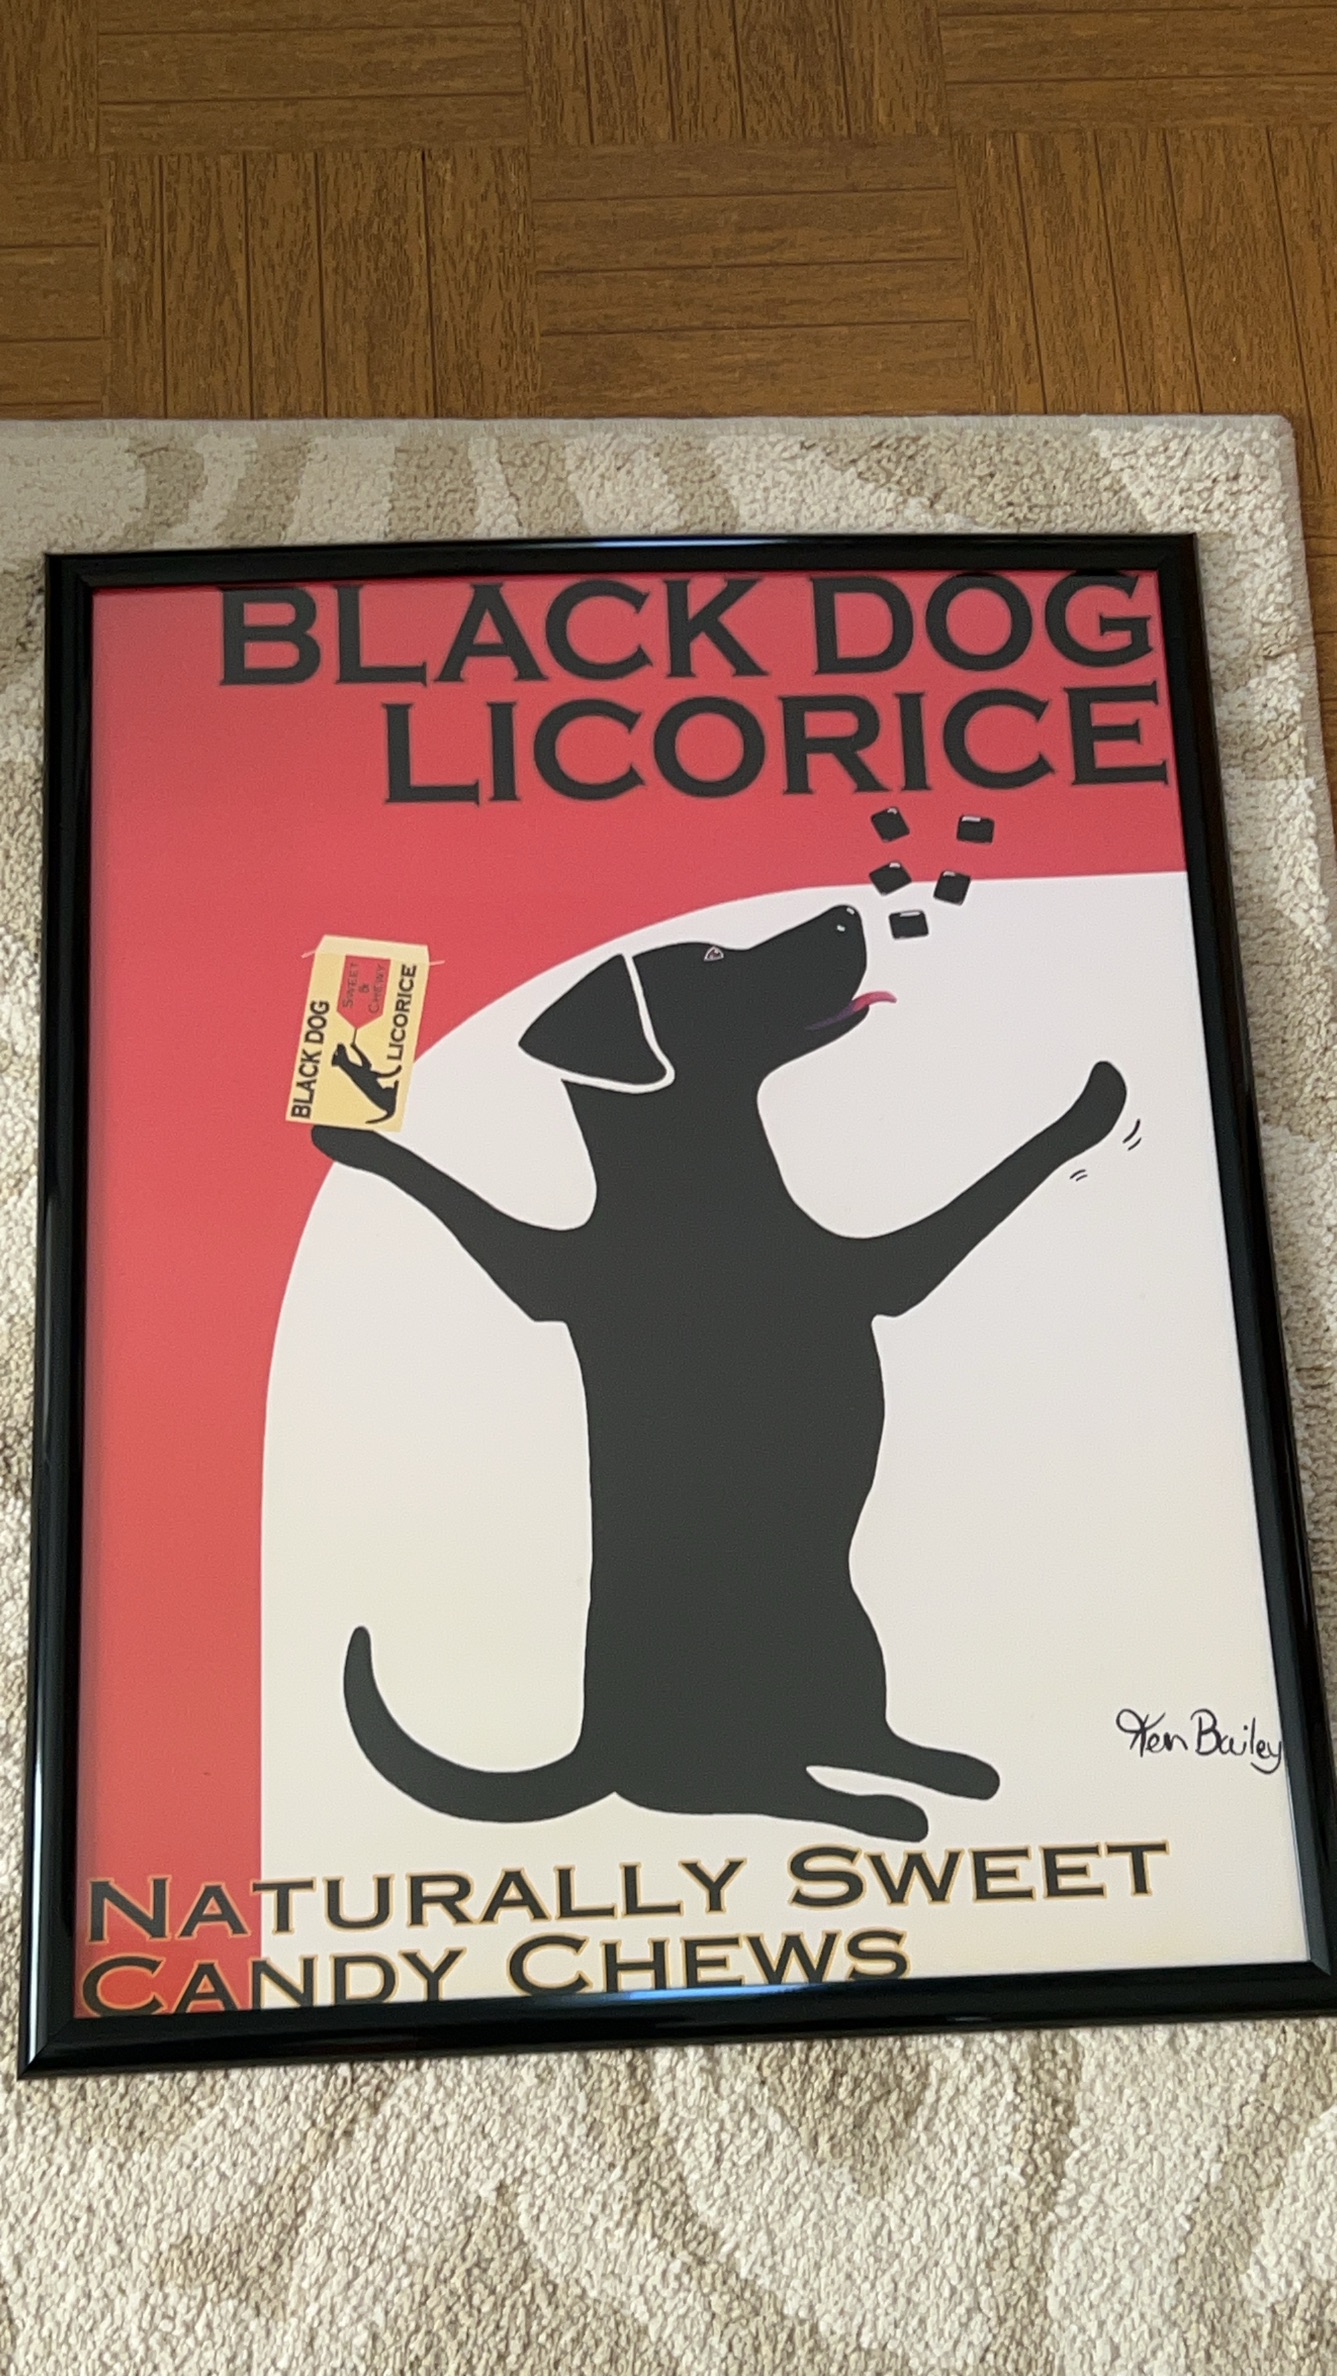 BLACK DOG
LICORICE
BLACK DOG
SWEET
&
CHEWY
LICORICE
Ken Bailey
NATURALLY SWEET
CANDY CHEWS